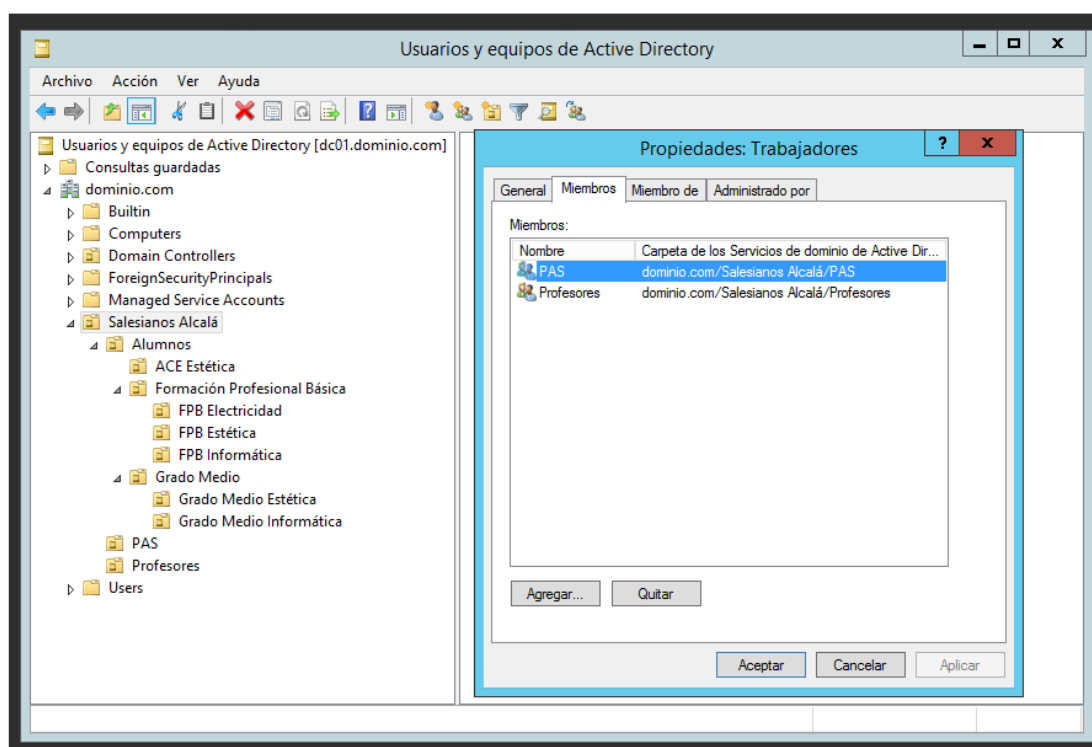 Usuarios y equipos de Active Directory
Archivo Acción Ver Ayuda
Usuarios y equipos de Active Directory [dc01.dominio.com]
Consultas guardadas
dominio.com
Builtin
Computers
Domain Controllers
ForeignSecurityPrincipals
Managed Service Accounts
Salesianos Alcalá
Alumnos
ACE Estética
Formación Profesional Básica
FPB Electricidad
FPB Estética
FPB Informática
Grado Medio
Grado Medio Estética
Grado Medio Informática
PAS
Profesores
Users
Propiedades: Trabajadores
General Miembros Miembro de Administrado por
Miembros:
Nombre Carpeta de los Servicios de dominio de Active Dir...
PAS dominio.com/Salesianos Alcalá/PAS
Profesores dominio.com/Salesianos Alcalá/Profesores
Agregar... Quitar
Aceptar Cancelar Aplicar